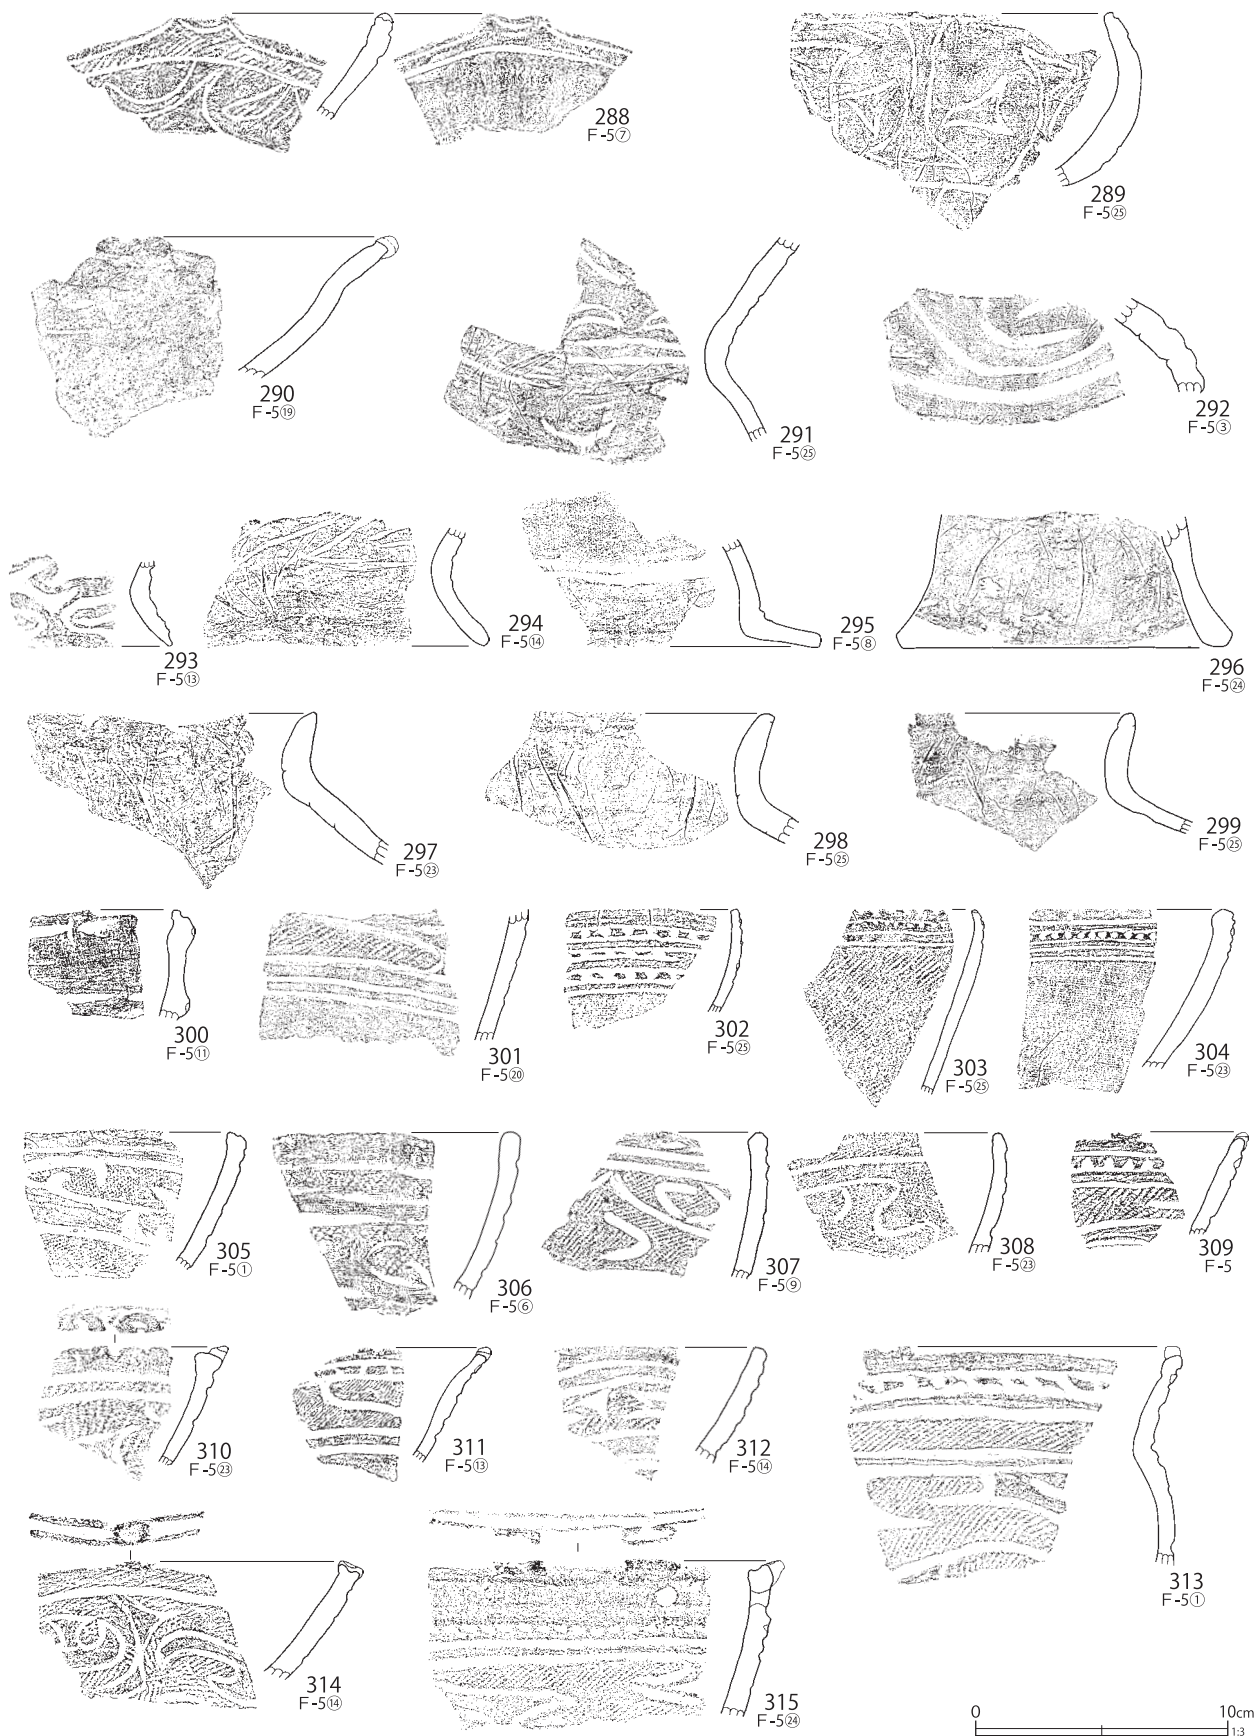 288
F-5⑦
289
F-5㉕
290
F-5⑲
291
F-5㉕
292
F-5③
293
F-5⑬
294
F-5⑭
295
F-5⑧
296
F-5㉔
297
F-5㉓
298
F-5㉕
299
F-5㉕
300
F-5⑪
301
F-5⑳
302
F-5㉕
303
F-5㉕
304
F-5㉓
305
F-5①
306
F-5⑥
307
F-5⑨
308
F-5㉓
309
F-5
310
F-5㉓
311
F-5⑬
312
F-5⑭
313
F-5①
314
F-5⑭
315
F-5㉔
0 10cm
1:3